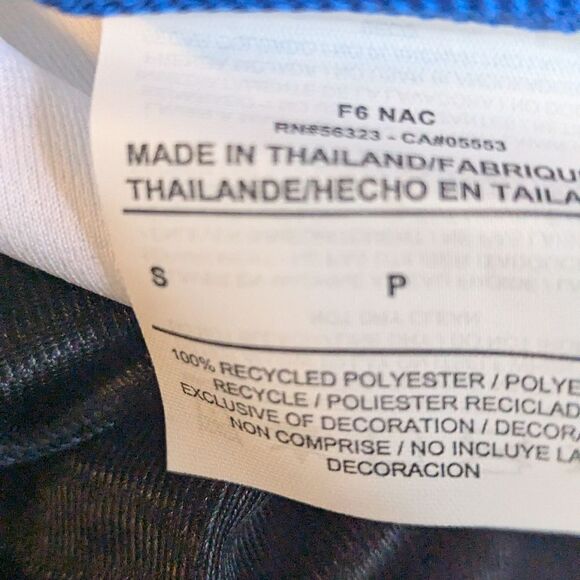 F6 NAC
RN#56323 - CA#05553
MADE IN THAILAND/FABRIQU
THAILANDE/HECHO EN TAILA
S P
100% RECYCLED POLYESTER / POLYE
RECYCLE / POLIESTER RECICLAD
EXCLUSIVE OF DECORATION / DECORA
NON COMPRISE / NO INCLUYE LA
DECORACION